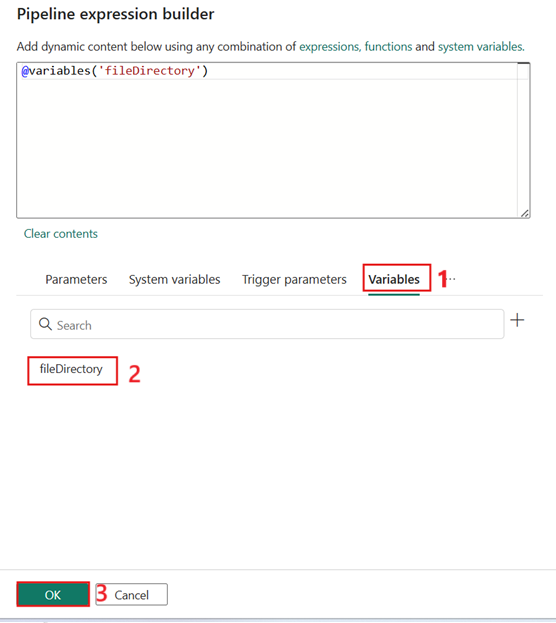 Pipeline expression builder
Add dynamic content below using any combination of expressions, functions and system variables.
@variables('fileDirectory')
Clear contents
Parameters System variables Trigger parameters Variables 1 ...
Search
fileDirectory 2
OK 3 Cancel